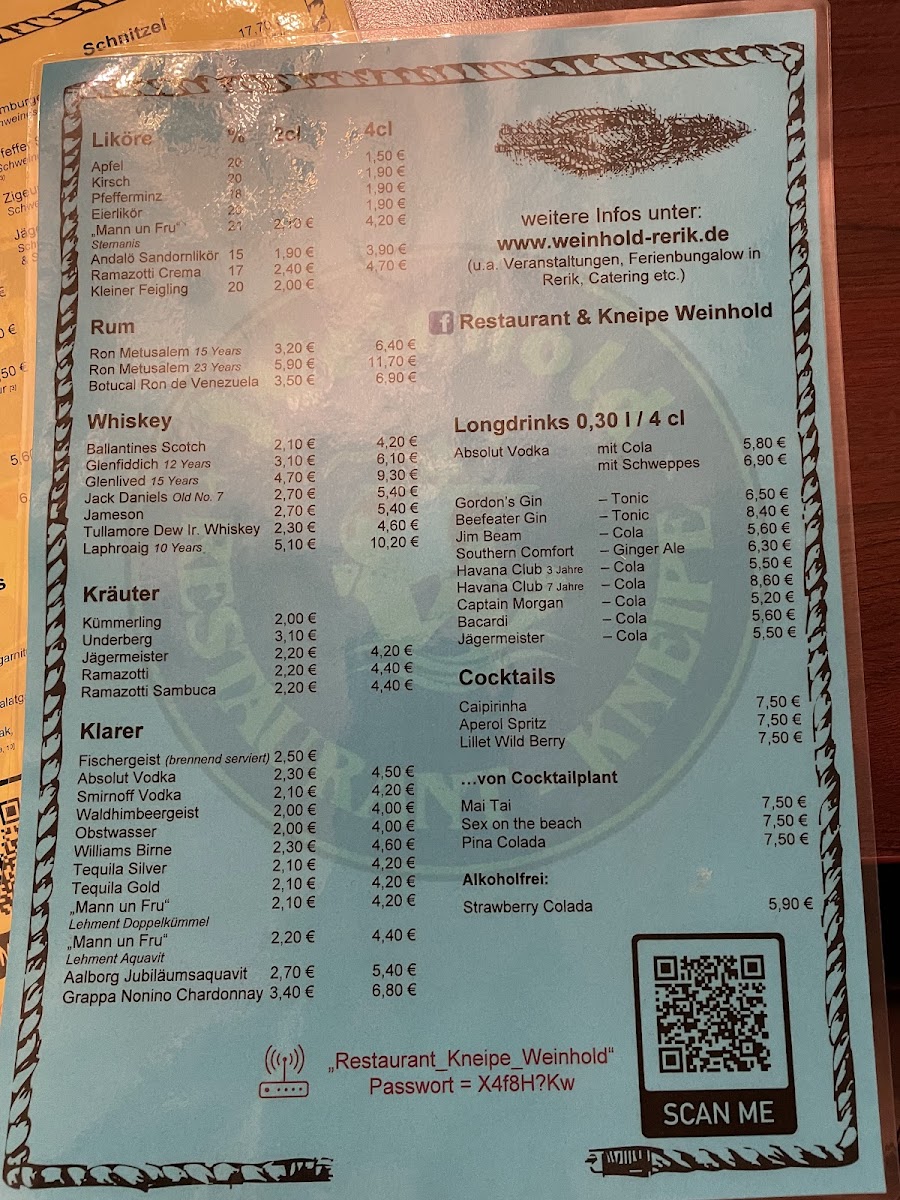 Schnitzel 17,70
Liköre % 2cl 4cl
Apfel 20 1,50 €
Kirsch 20 1,90 €
Pfefferminz 18 1,90 €
Eierlikör 20 1,90 €
„Mann un Fru“ 31 2,10 € 4,20 €
Sternanis
Andalö Sandornlikör 15 1,90 € 3,90 €
Ramazotti Crema 17 2,40 € 4,70 €
Kleiner Feigling 20 2,00 €
Rum
Ron Metusalem 15 Years 3,20 € 6,40 €
Ron Metusalem 23 Years 5,90 € 11,70 €
Botucal Ron de Venezuela 3,50 € 6,90 €
Whiskey
Ballantines Scotch 2,10 € 4,20 €
Glenfiddich 12 Years 3,10 € 6,10 €
Glenlived 15 Years 4,70 € 9,30 €
Jack Daniels Old No. 7 2,70 € 5,40 €
Jameson 2,70 € 5,40 €
Tullamore Dew Ir. Whiskey 2,30 € 4,60 €
Laphroaig 10 Years 5,10 € 10,20 €
Kräuter
Kümmerling 2,00 €
Underberg 3,10 €
Jägermeister 2,20 € 4,20 €
Ramazotti 2,20 € 4,40 €
Ramazotti Sambuca 2,20 € 4,40 €
Klarer
Fischergeist (brennend serviert) 2,50 €
Absolut Vodka 2,30 € 4,50 €
Smirnoff Vodka 2,10 € 4,20 €
Waldhimbeergeist 2,00 € 4,00 €
Obstwasser 2,00 € 4,00 €
Williams Birne 2,30 € 4,60 €
Tequila Silver 2,10 € 4,20 €
Tequila Gold 2,10 € 4,20 €
„Mann un Fru“ 2,10 € 4,20 €
Lehment Doppelkümmel
„Mann un Fru“ 2,20 € 4,40 €
Lehment Aquavit
Aalborg Jubiläumsaquavit 2,70 € 5,40 €
Grappa Nonino Chardonnay 3,40 € 6,80 €
weitere Infos unter:
www.weinhold-rerik.de
(u.a. Veranstaltungen, Ferienbungalow in
Rerik, Catering etc.)
f Restaurant & Kneipe Weinhold
Longdrinks 0,30 l / 4 cl
Absolut Vodka mit Cola 5,80 €
mit Schweppes 6,90 €
Gordon's Gin – Tonic 6,50 €
Beefeater Gin – Tonic 8,40 €
Jim Beam – Cola 5,60 €
Southern Comfort – Ginger Ale 6,30 €
Havana Club 3 Jahre – Cola 5,50 €
Havana Club 7 Jahre – Cola 8,60 €
Captain Morgan – Cola 5,20 €
Bacardi – Cola 5,60 €
Jägermeister – Cola 5,50 €
Cocktails
Caipirinha 7,50 €
Aperol Spritz 7,50 €
Lillet Wild Berry 7,50 €
...von Cocktailplant
Mai Tai 7,50 €
Sex on the beach 7,50 €
Pina Colada 7,50 €
Alkoholfrei:
Strawberry Colada 5,90 €
RESTAURANT KNEIPE
„Restaurant_Kneipe_Weinhold“
Passwort = X4f8H?Kw
SCAN ME